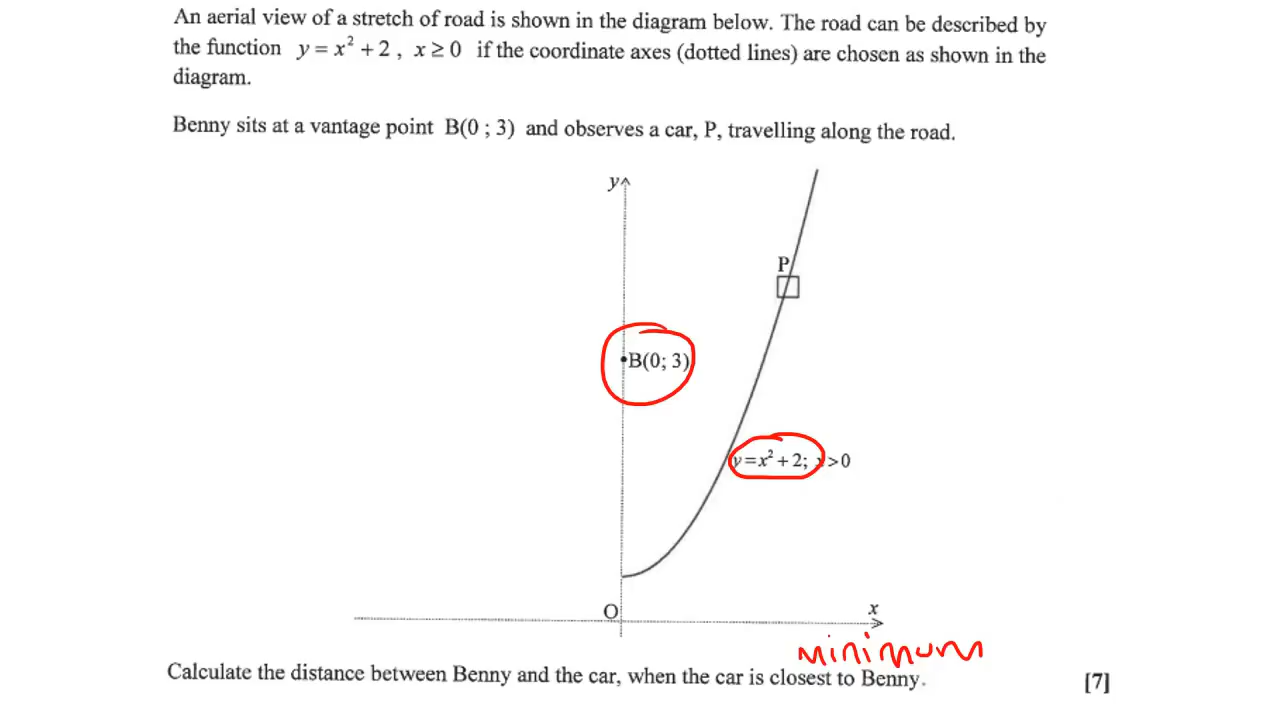 An aerial view of a stretch of road is shown in the diagram below. The road can be described by
the function y = x² + 2 , x ≥ 0 if the coordinate axes (dotted lines) are chosen as shown in the
diagram.
Benny sits at a vantage point B(0 ; 3) and observes a car, P, travelling along the road.
y
P
B(0; 3)
y = x² + 2; x > 0
O
x
minimum
Calculate the distance between Benny and the car, when the car is closest to Benny.
[7]